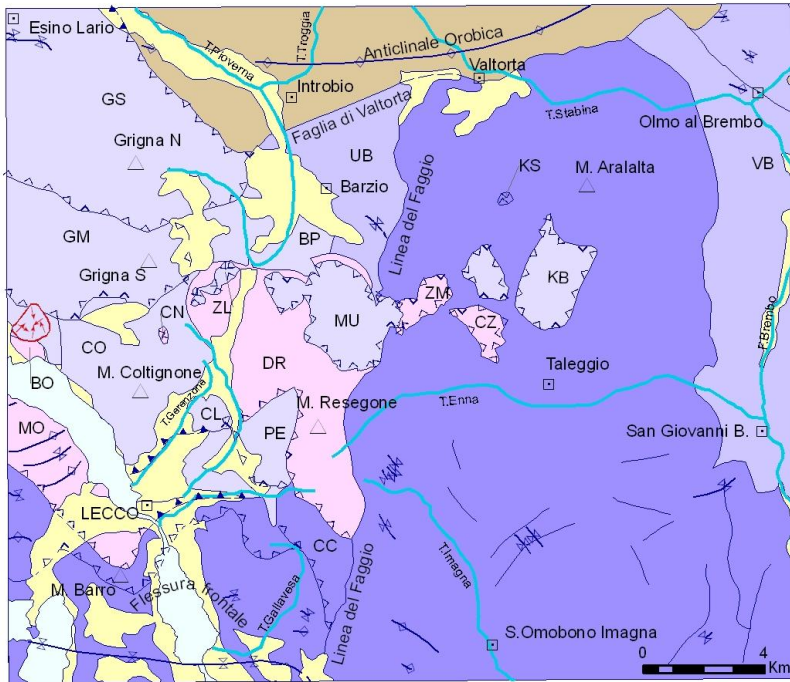 Esino Lario
T.Pioverna
T.Troggia
Anticlinale Orobica
Introbio
Valtorta
Faglia di Valtorta
T.Stabina
Olmo al Brembo
GS
Grigna N
UB
Barzio
KS
M. Aralalta
VB
Linea del Faggio
GM
BP
Grigna S
KB
CN
ZL
ZM
MU
CZ
F.Brembo
CO
DR
BO
M. Coltignone
Taleggio
M. Resegone
T.Enna
T.Gerenzone
CL
MO
PE
San Giovanni B.
LECCO
CC
M. Barro
Flessura frontale
T.Gallavesa
Linea del Faggio
T.Imagna
S.Omobono Imagna
0 4
Km